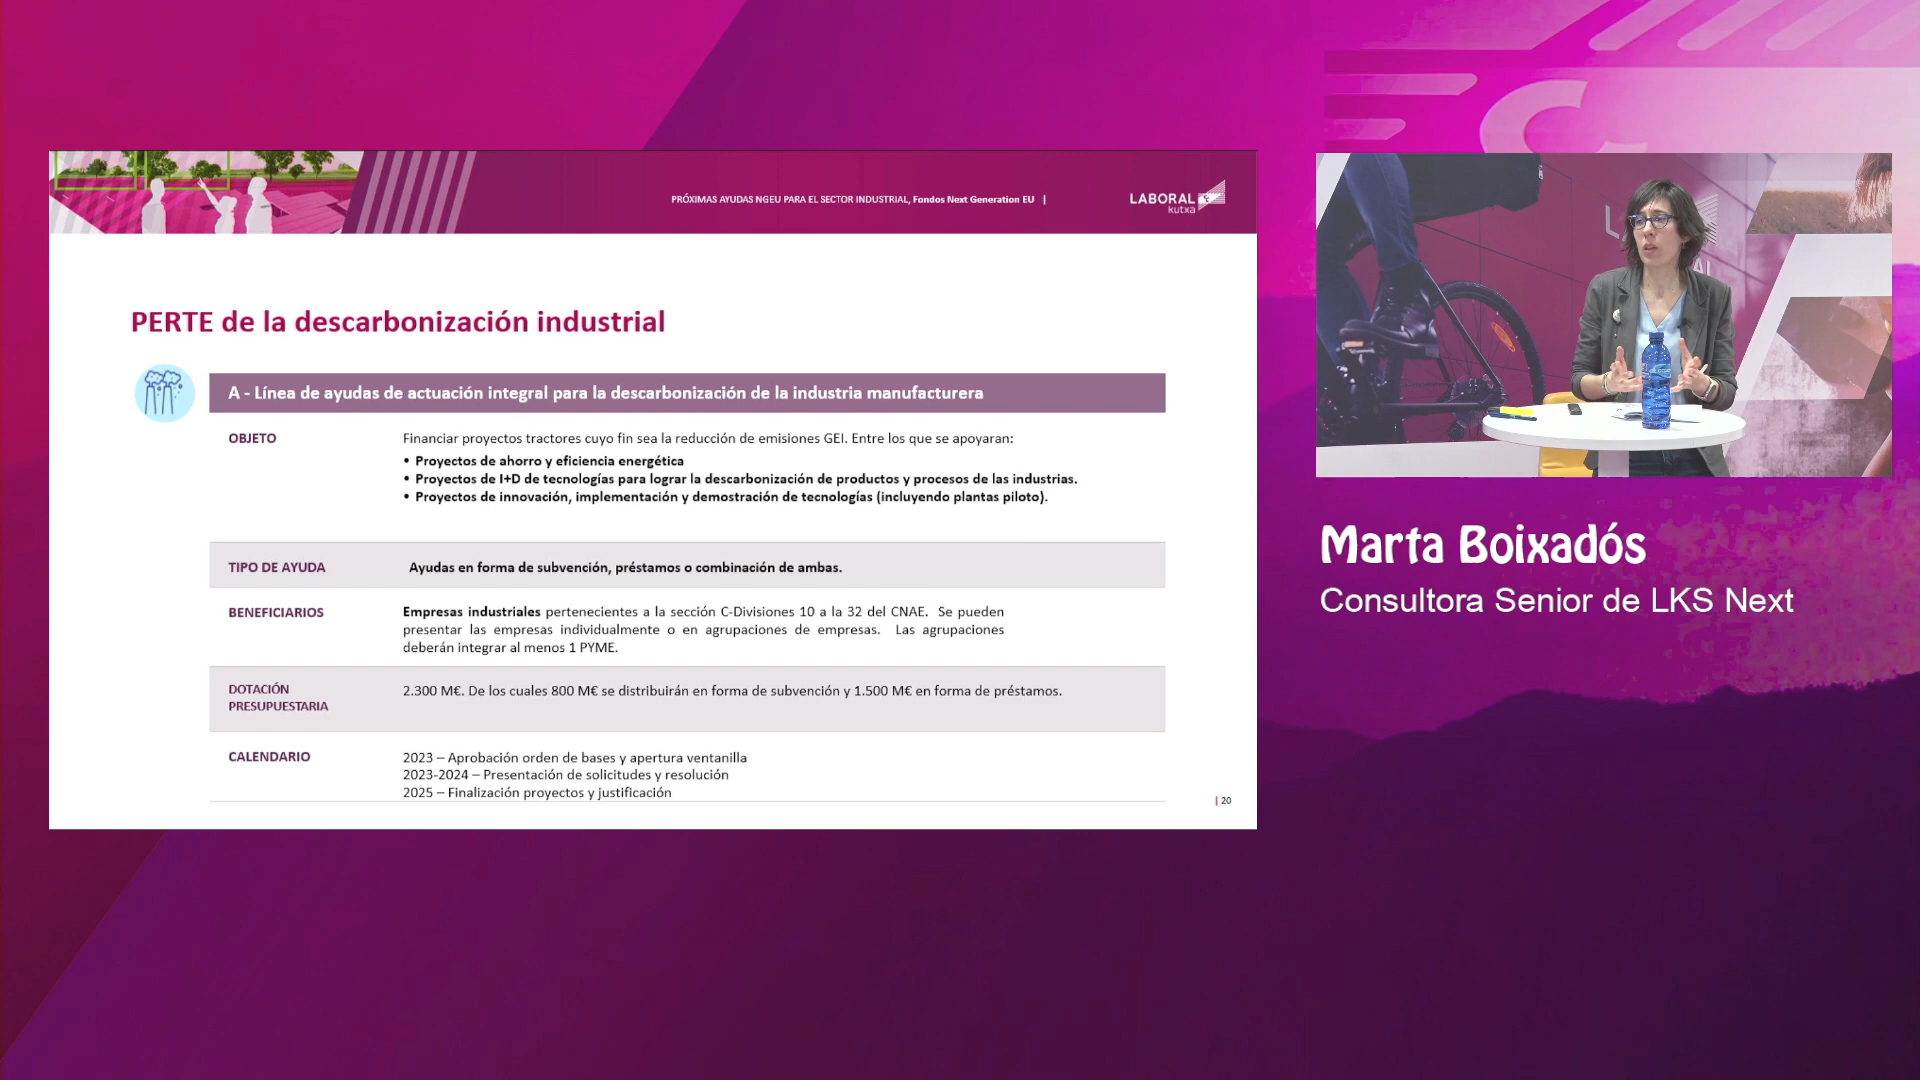 PRÓXIMAS AYUDAS NGEU PARA EL SECTOR INDUSTRIAL, Fondos Next Generation EU |
LABORAL
kutxa
PERTE de la descarbonización industrial
A - Línea de ayudas de actuación integral para la descarbonización de la industria manufacturera
OBJETO
Financiar proyectos tractores cuyo fin sea la reducción de emisiones GEI. Entre los que se apoyaran:
• Proyectos de ahorro y eficiencia energética
• Proyectos de I+D de tecnologías para lograr la descarbonización de productos y procesos de las industrias.
• Proyectos de innovación, implementación y demostración de tecnologías (incluyendo plantas piloto).
TIPO DE AYUDA
Ayudas en forma de subvención, préstamos o combinación de ambas.
BENEFICIARIOS
Empresas industriales pertenecientes a la sección C-Divisiones 10 a la 32 del CNAE. Se pueden
presentar las empresas individualmente o en agrupaciones de empresas. Las agrupaciones
deberán integrar al menos 1 PYME.
DOTACIÓN
PRESUPUESTARIA
2.300 M€. De los cuales 800 M€ se distribuirán en forma de subvención y 1.500 M€ en forma de préstamos.
CALENDARIO
2023 – Aprobación orden de bases y apertura ventanilla
2023-2024 – Presentación de solicitudes y resolución
2025 – Finalización proyectos y justificación
| 20
Marta Boixadós
Consultora Senior de LKS Next